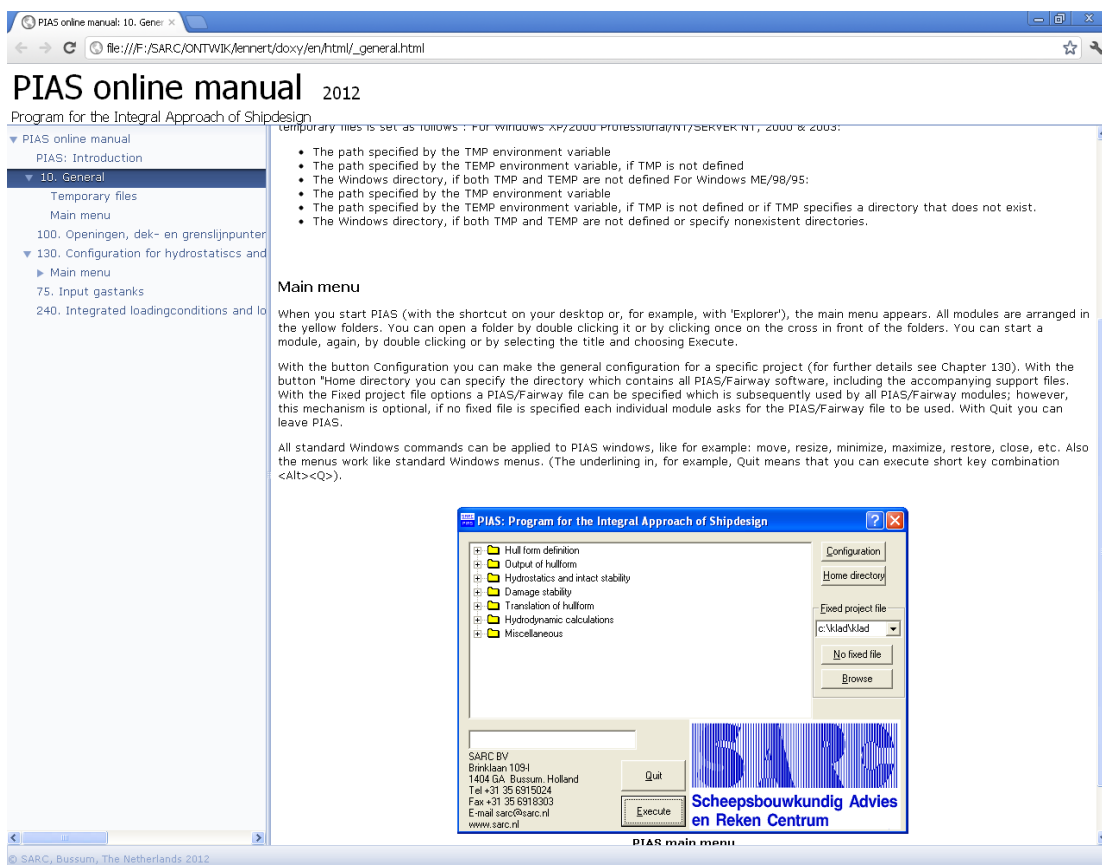 PIAS online manual: 10. Gener
file:///F:/SARC/ONTWIK/lennert/doxy/en/html/_general.html
PIAS online manual 2012
Program for the Integral Approach of Shipdesign
PIAS online manual
PIAS: Introduction
10. General
Temporary files
Main menu
100. Openingen, dek- en grenslijnpunten
130. Configuration for hydrostatiscs and
Main menu
75. Input gastanks
240. Integrated loadingconditions and lo
temporary files is set as follows : For Windows XP/2000 Professional/NT/SERVER NT, 2000 & 2003:
• The path specified by the TMP environment variable
• The path specified by the TEMP environment variable, if TMP is not defined
• The Windows directory, if both TMP and TEMP are not defined For Windows ME/98/95:
• The path specified by the TMP environment variable
• The path specified by the TEMP environment variable, if TMP is not defined or if TMP specifies a directory that does not exist.
• The Windows directory, if both TMP and TEMP are not defined or specify nonexistent directories.
Main menu
When you start PIAS (with the shortcut on your desktop or, for example, with 'Explorer'), the main menu appears. All modules are arranged in
the yellow folders. You can open a folder by double clicking it or by clicking once on the cross in front of the folders. You can start a
module, again, by double clicking or by selecting the title and choosing Execute.
With the button Configuration you can make the general configuration for a specific project (for further details see Chapter 130). With the
button "Home directory you can specify the directory which contains all PIAS/Fairway software, including the accompanying support files.
With the Fixed project file options a PIAS/Fairway file can be specified which is subsequently used by all PIAS/Fairway modules; however,
this mechanism is optional, if no fixed file is specified each individual module asks for the PIAS/Fairway file to be used. With Quit you can
leave PIAS.
All standard Windows commands can be applied to PIAS windows, like for example: move, resize, minimize, maximize, restore, close, etc. Also
the menus work like standard Windows menus. (The underlining in, for example, Quit means that you can execute short key combination
<Alt><Q>).
PIAS: Program for the Integral Approach of Shipdesign
Hull form definition
Output of hullform
Hydrostatics and intact stability
Damage stability
Translation of hullform
Hydrodynamic calculations
Miscellaneous
Configuration
Home directory
Fixed project file
c:\klad\klad
No fixed file
Browse
SARC BV
Brinklaan 109-I
1404 GA Bussum. Holland
Tel +31 35 6915024
Fax +31 35 6918303
E-mail sarc@sarc.nl
www.sarc.nl
Quit
Execute
SARC
Scheepsbouwkundig Advies
en Reken Centrum
PIAS main menu
© SARC, Bussum, The Netherlands 2012